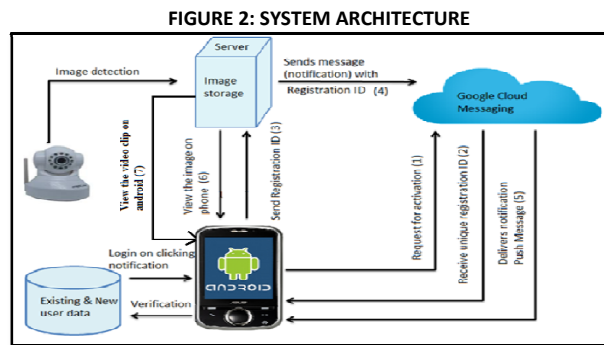 FIGURE 2: SYSTEM ARCHITECTURE
Server
Image detection
Image
storage
Sends message
(notification) with
Registration ID (4)
Google Cloud
Messaging
View the video clip on
android (7)
View the image on
phone (6)
Send Registration ID (3)
Request for activation (1)
Receive unique registration ID (2)
Delivers notification
Push Message (5)
Login on clicking
notification
ANDROID
Existing & New
user data
Verification